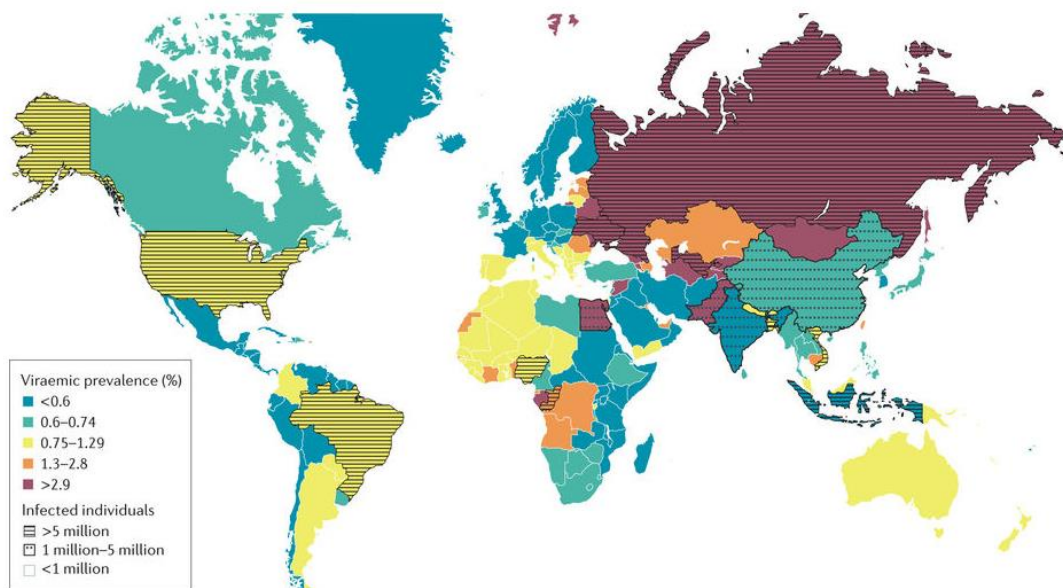 Viraemic prevalence (%)
<0.6
0.6–0.74
0.75–1.29
1.3–2.8
>2.9
Infected individuals
>5 million
1 million–5 million
<1 million